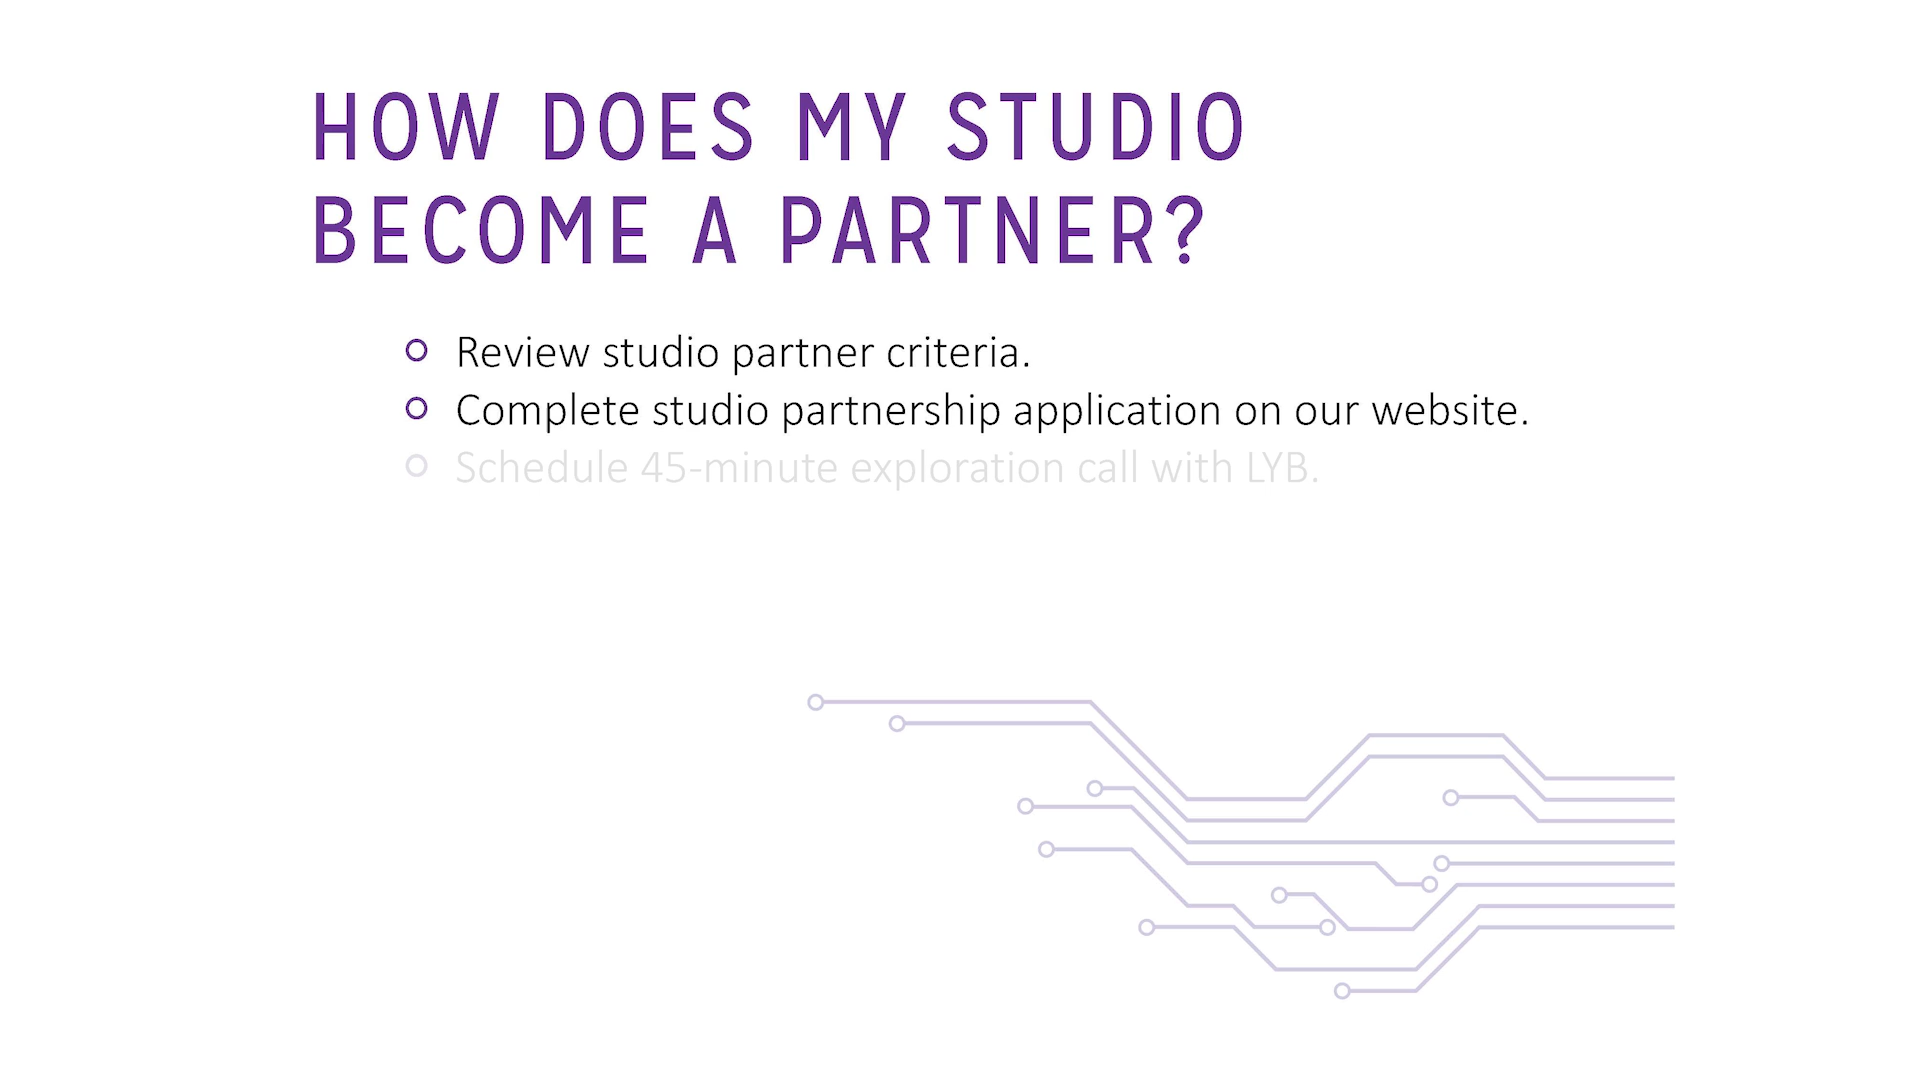 HOW DOES MY STUDIO
BECOME A PARTNER?
Review studio partner criteria.
Complete studio partnership application on our website.
Schedule 45-minute exploration call with LYB.